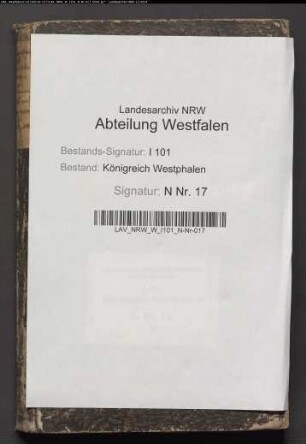 Landesarchiv NRW
Abteilung Westfalen
Bestands-Signatur: I 101
Bestand: Königreich Westphalen
Signatur: N Nr. 17
LAV_NRW_W_I101_N-Nr-017